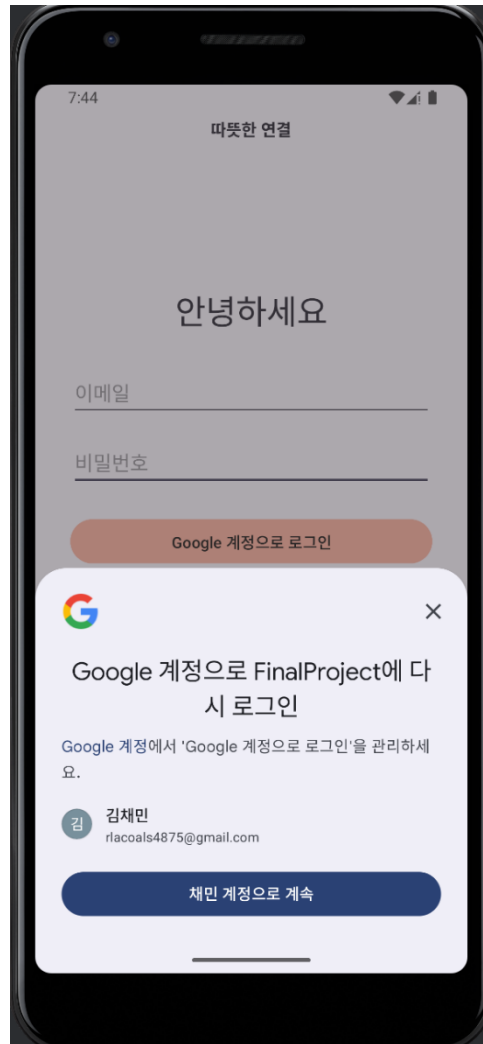 7:44
따뜻한 연결
안녕하세요
이메일
비밀번호
Google 계정으로 로그인
G
Google 계정으로 FinalProject에 다
시 로그인
Google 계정에서 'Google 계정으로 로그인'을 관리하세
요.
김
김채민
rlacoals4875@gmail.com
채민 계정으로 계속